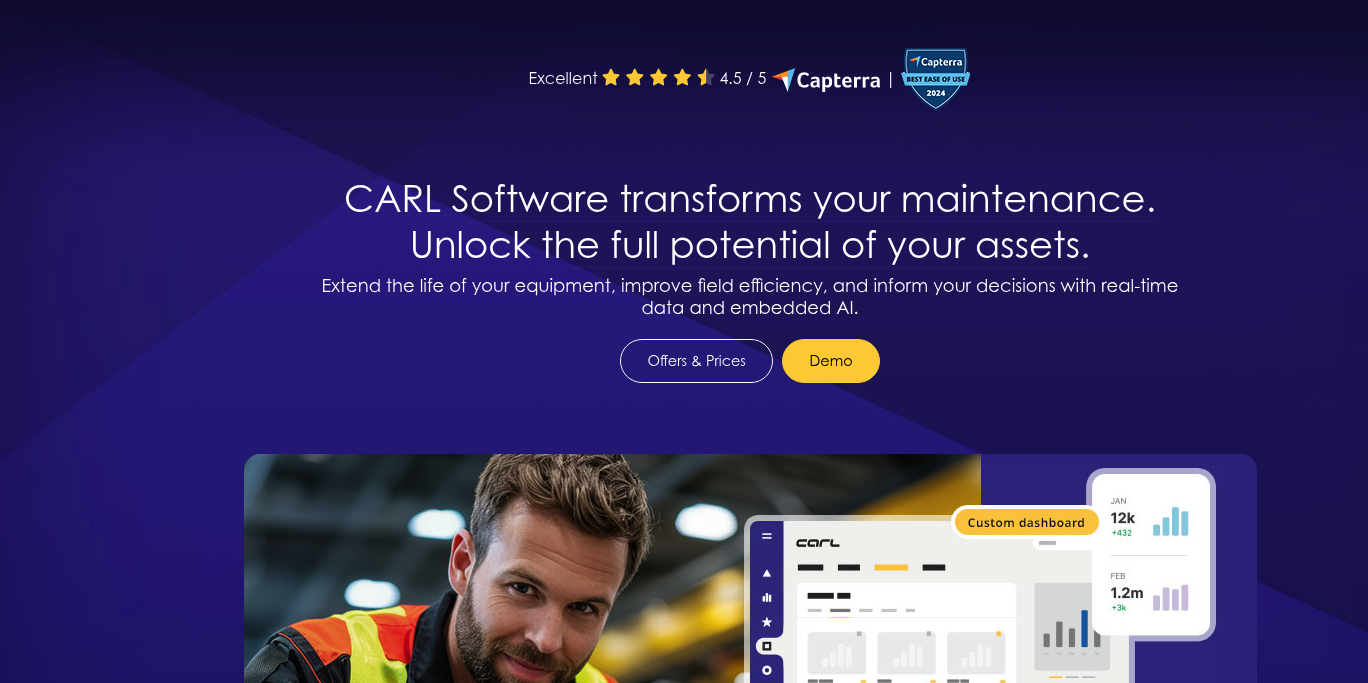 Excellent 4.5 / 5 Capterra |
Capterra
BEST EASE OF USE
2024
CARL Software transforms your maintenance.
Unlock the full potential of your assets.
Extend the life of your equipment, improve field efficiency, and inform your decisions with real-time
data and embedded AI.
Offers & Prices
Demo
Custom dashboard
carl
JAN
12k
+432
FEB
1.2m
+3k